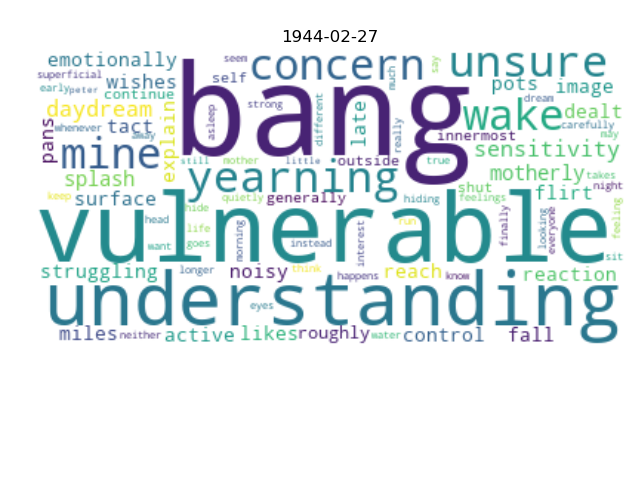 1944-02-27
emotionally
seem
concern
say
unsure
superficial
wishes
self
much
pots
image
early
peter
continue
bang
strong
different
late
dream
daydream
explain
asleep
wake
dealt
carefully
pans
whenever
tact
away
really
innermost
may
mine
still
mother
little
outside
true
sensitivity
splash
yearning
motherly
takes
keep
surface
hide
quietly
generally
hiding
shut
feelings
flirt
night
vulnerable
head
life
run
finally
looking
everyone
feeling
want
goes
morning
instead
interest
sit
struggling
longer
noisy
think
happens
reach
know
reaction
understanding
eyes
miles
neither
active
likes
roughly
water
control
fall